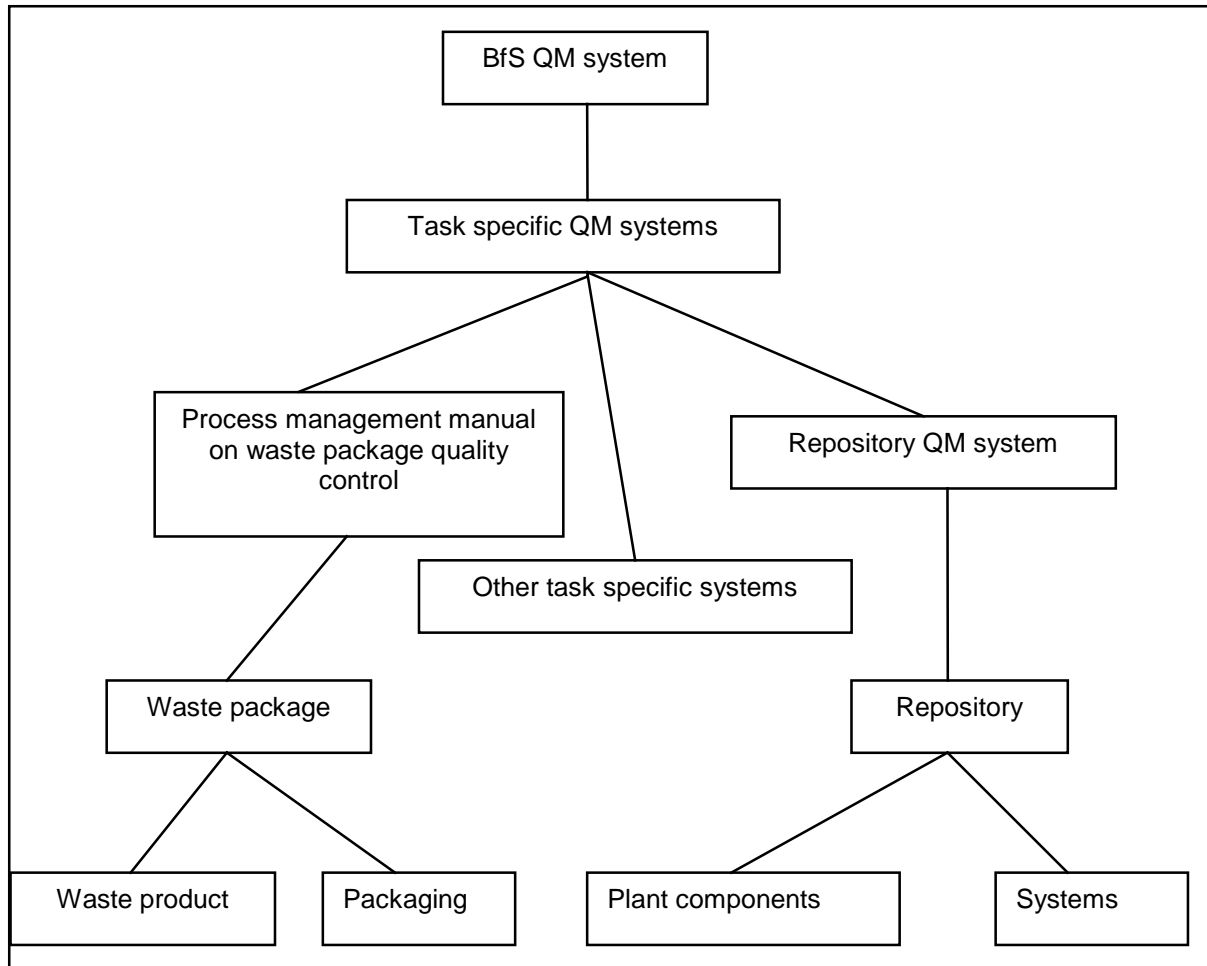 BfS QM system
Task specific QM systems
Process management manual
on waste package quality
control
Repository QM system
Other task specific systems
Waste package
Repository
Waste product
Packaging
Plant components
Systems